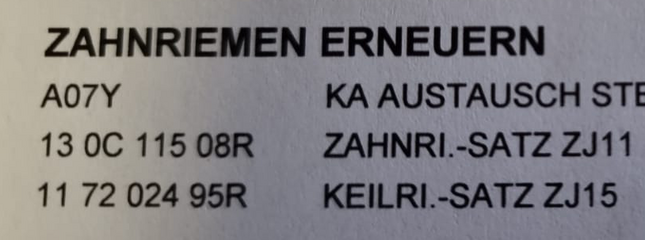 ZAHNRIEMEN ERNEUERN
A07Y KA AUSTAUSCH STE
13 0C 115 08R ZAHNRI.-SATZ ZJ11
11 72 024 95R KEILRI.-SATZ ZJ15